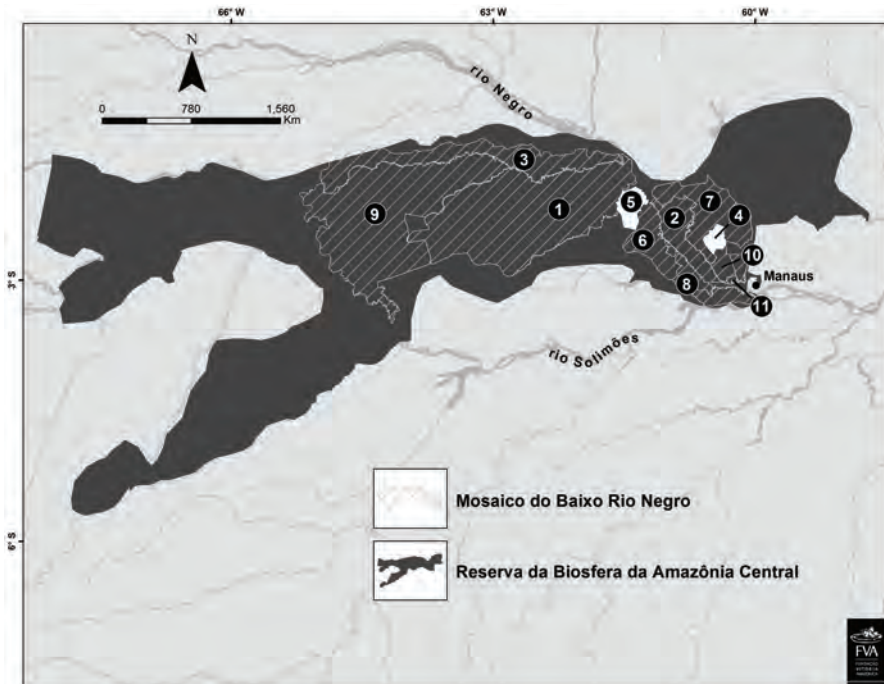 66° W
63° W
60° W
N
0 780 1,560
Km
rio Negro
3
5
7
1
2
4
9
6
10
3° S
8
Manaus
11
rio Solimões
Mosaico do Baixo Rio Negro
6° S
Reserva da Biosfera da Amazônia Central
FVA